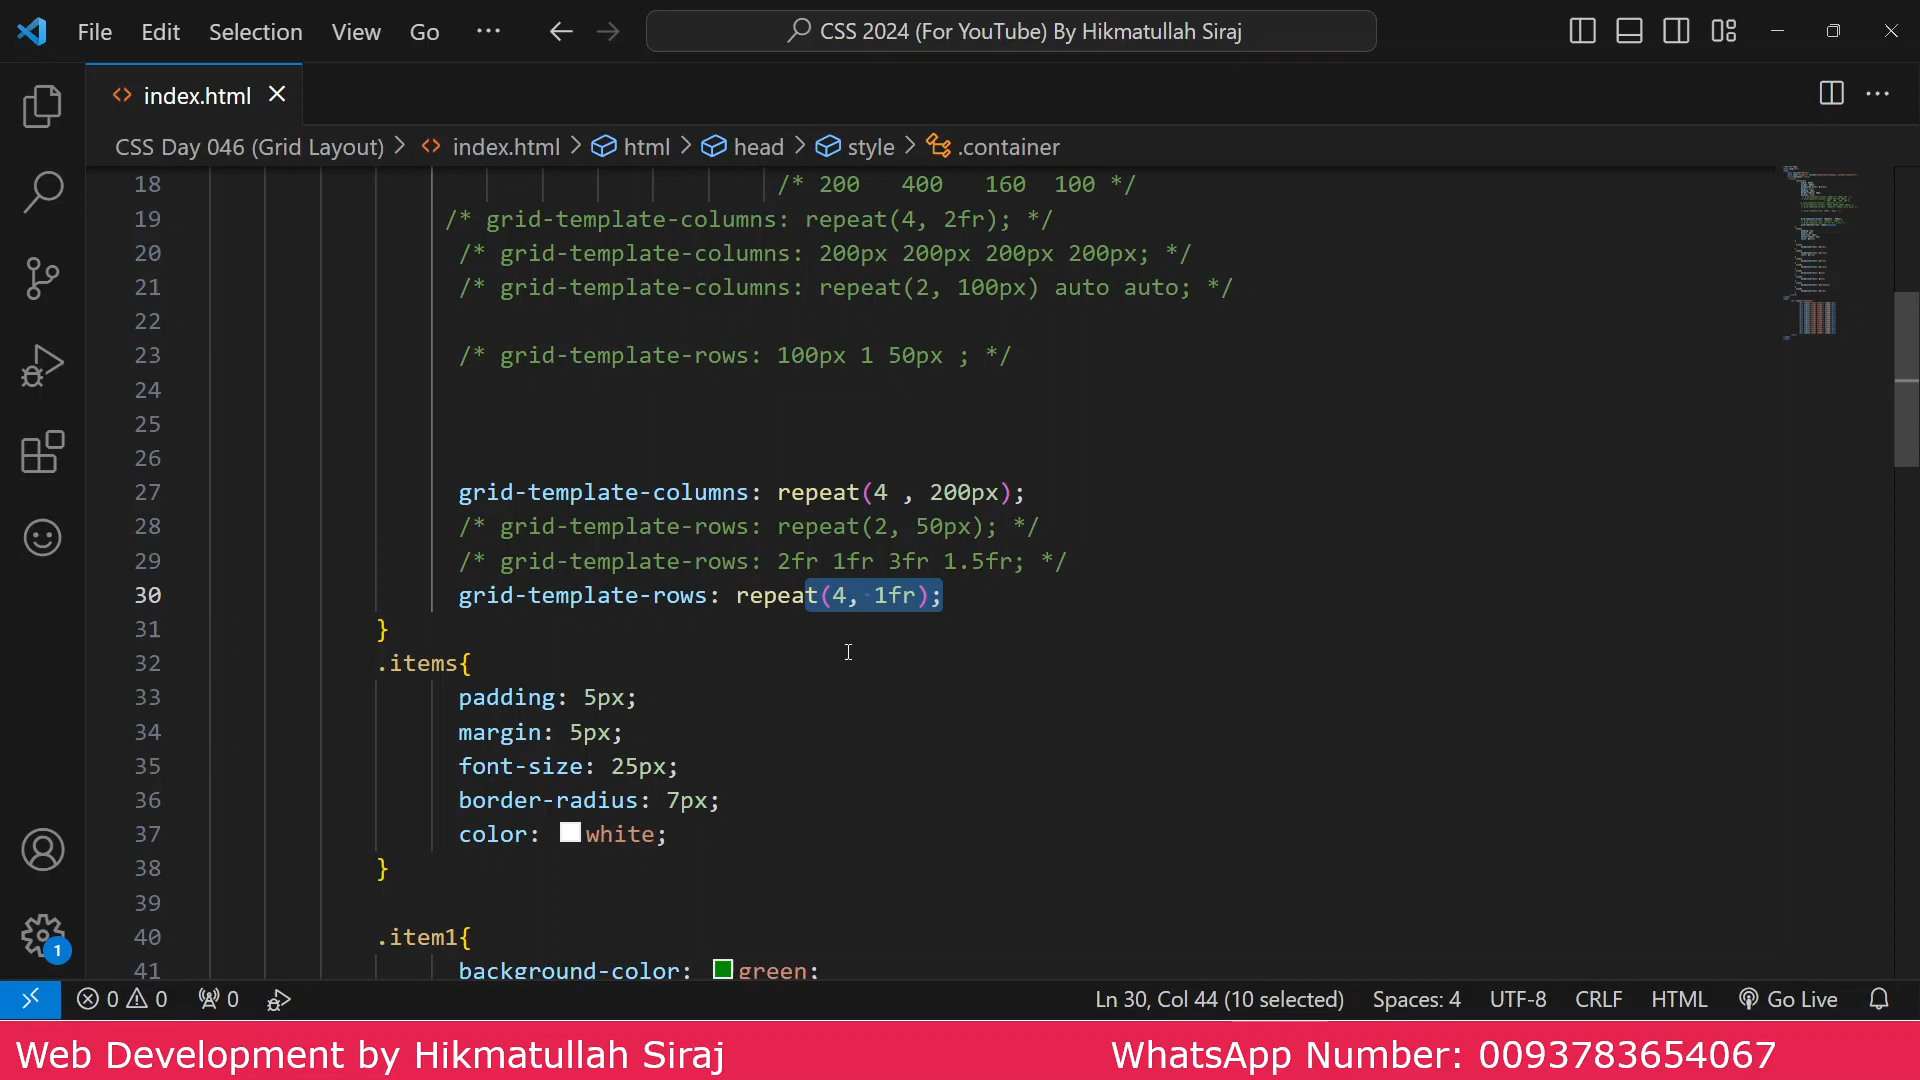 File Edit Selection View Go ··· CSS 2024 (For YouTube) By Hikmatullah Siraj
index.html
CSS Day 046 (Grid Layout) > index.html > html > head > style > .container
18 /* 200 400 160 100 */
19 /* grid-template-columns: repeat(4, 2fr); */
20 /* grid-template-columns: 200px 200px 200px 200px; */
21 /* grid-template-columns: repeat(2, 100px) auto auto; */
22
23 /* grid-template-rows: 100px 1 50px ; */
24
25
26
27 grid-template-columns: repeat(4 , 200px);
28 /* grid-template-rows: repeat(2, 50px); */
29 /* grid-template-rows: 2fr 1fr 3fr 1.5fr; */
30 grid-template-rows: repeat(4, 1fr);
31 }
32 .items{
33 padding: 5px;
34 margin: 5px;
35 font-size: 25px;
36 border-radius: 7px;
37 color: white;
38 }
39
40 .item1{
41 background-color: green;
1
0 0 0 Ln 30, Col 44 (10 selected) Spaces: 4 UTF-8 CRLF HTML Go Live
Web Development by Hikmatullah Siraj WhatsApp Number: 0093783654067